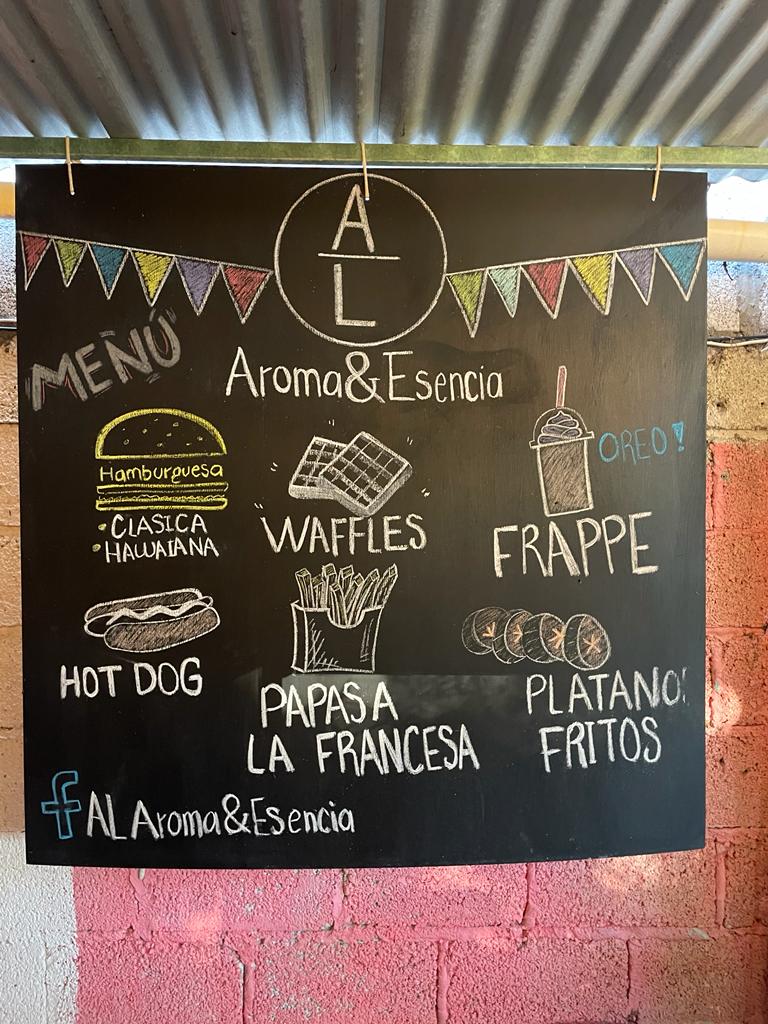 A
L
MENÚ
Aroma&Esencia
Hamburguesa
• CLASICA
• HAWAIANA
WAFFLES
OREO!
FRAPPE
HOT DOG
PAPAS A
LA FRANCESA
PLATANOS
FRITOS
f AL Aroma&Esencia